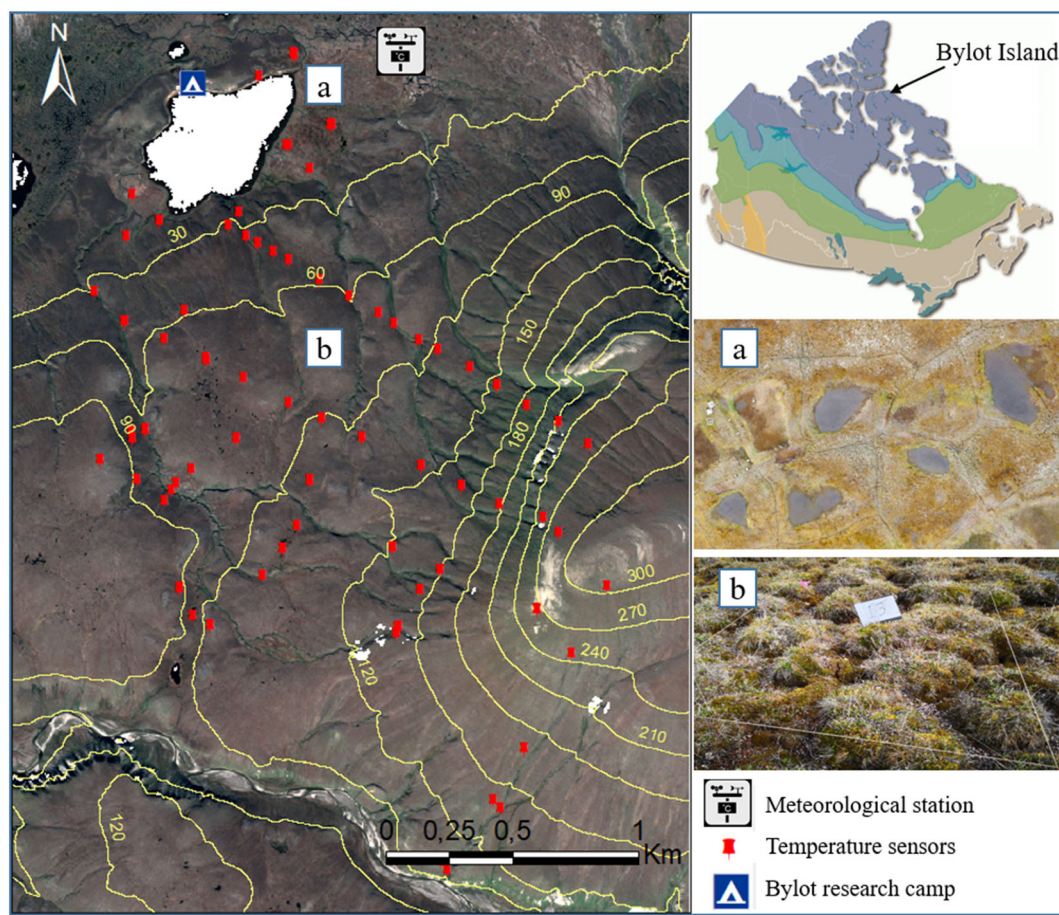 N
°C
a
30
90
60
b
150
90
180
300
270
240
120
210
120
0 0,25 0,5 1
Km
Bylot Island
a
b
°C
Meteorological station
Temperature sensors
Bylot research camp